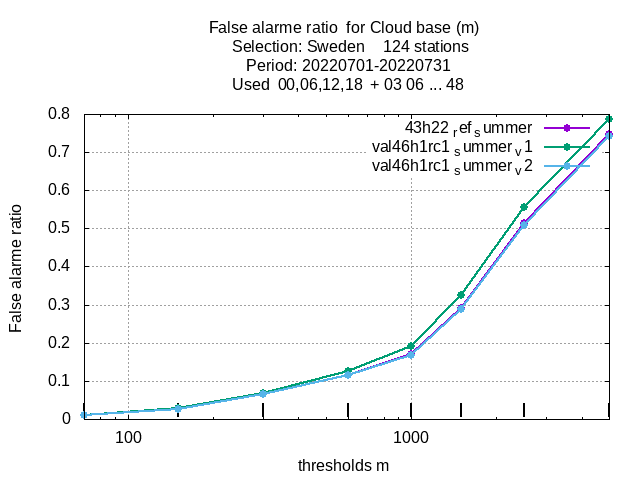 False alarme ratio  for Cloud base (m)
Selection: Sweden    124 stations
Period: 20220701-20220731
Used  00,06,12,18  + 03 06 ... 48
43h22_ref_summer
val46h1rc1_summer_v1
val46h1rc1_summer_v2
0.8
0.7
0.6
0.5
0.4
0.3
0.2
0.1
0
False alarme ratio
100
1000
thresholds m